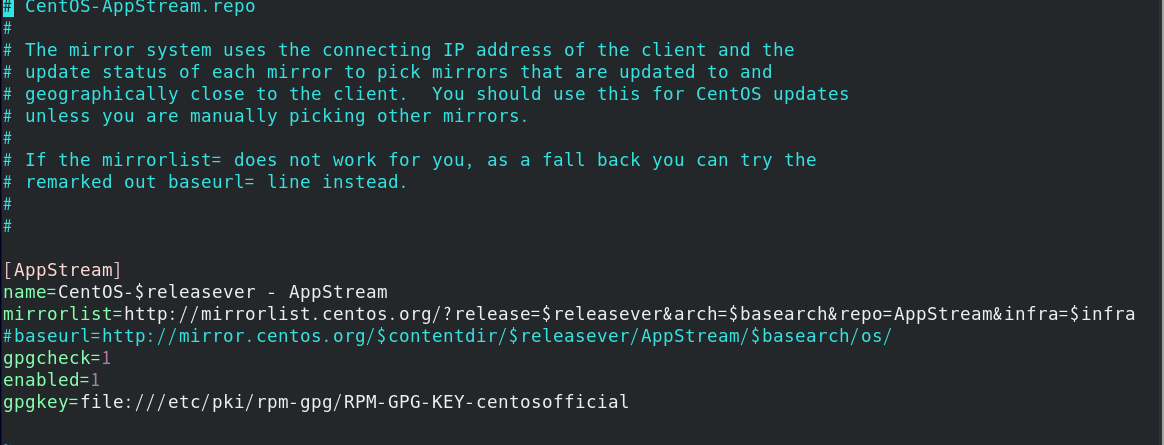 # CentOS-AppStream.repo
#
# The mirror system uses the connecting IP address of the client and the
# update status of each mirror to pick mirrors that are updated to and
# geographically close to the client.  You should use this for CentOS updates
# unless you are manually picking other mirrors.
#
# If the mirrorlist= does not work for you, as a fall back you can try the
# remarked out baseurl= line instead.
#
#

[AppStream]
name=CentOS-$releasever - AppStream
mirrorlist=http://mirrorlist.centos.org/?release=$releasever&arch=$basearch&repo=AppStream&infra=$infra
#baseurl=http://mirror.centos.org/$contentdir/$releasever/AppStream/$basearch/os/
gpgcheck=1
enabled=1
gpgkey=file:///etc/pki/rpm-gpg/RPM-GPG-KEY-centosofficial